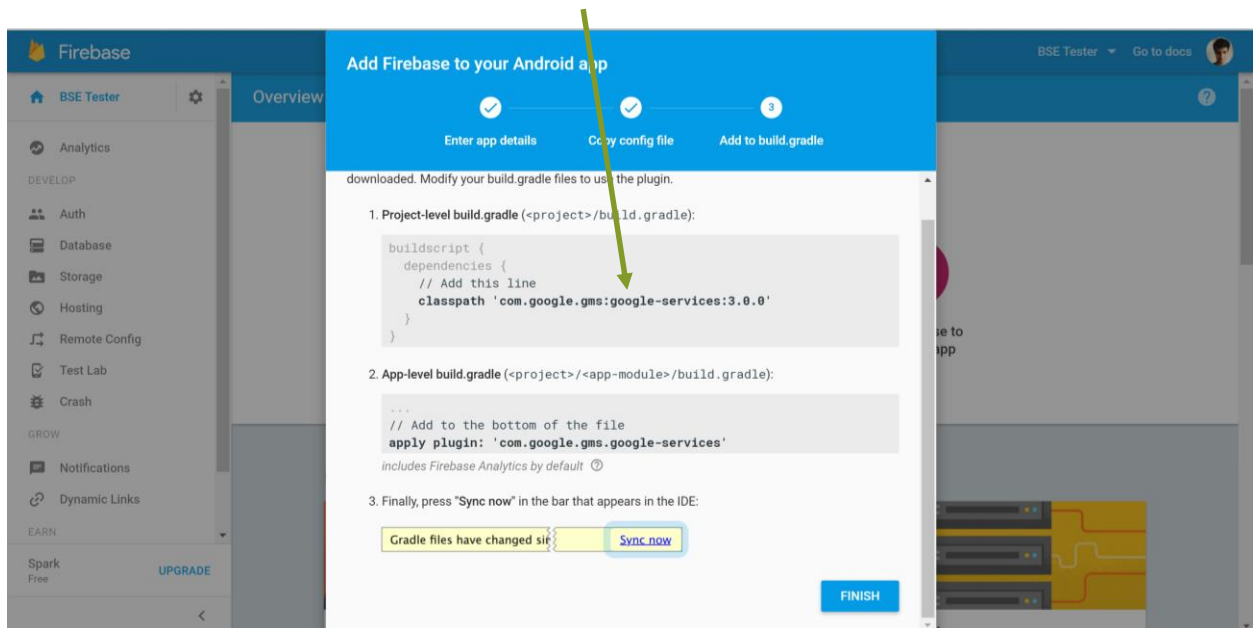 Firebase
BSE Tester
Go to docs
BSE Tester
Overview
Analytics
DEVELOP
Auth
Database
Storage
Hosting
Remote Config
Test Lab
Crash
GROW
Notifications
Dynamic Links
EARN
Spark
Free
UPGRADE
<
Add Firebase to your Android app
3
Enter app details
Copy config file
Add to build.gradle
downloaded. Modify your build.gradle files to use the plugin.
1. Project-level build.gradle (<project>/build.gradle):
buildscript {
dependencies {
// Add this line
classpath 'com.google.gms:google-services:3.0.0'
}
}
2. App-level build.gradle (<project>/<app-module>/build.gradle):
...
// Add to the bottom of the file
apply plugin: 'com.google.gms.google-services'
includes Firebase Analytics by default ?
3. Finally, press "Sync now" in the bar that appears in the IDE:
Gradle files have changed sin
Sync now
FINISH
se to
app
?